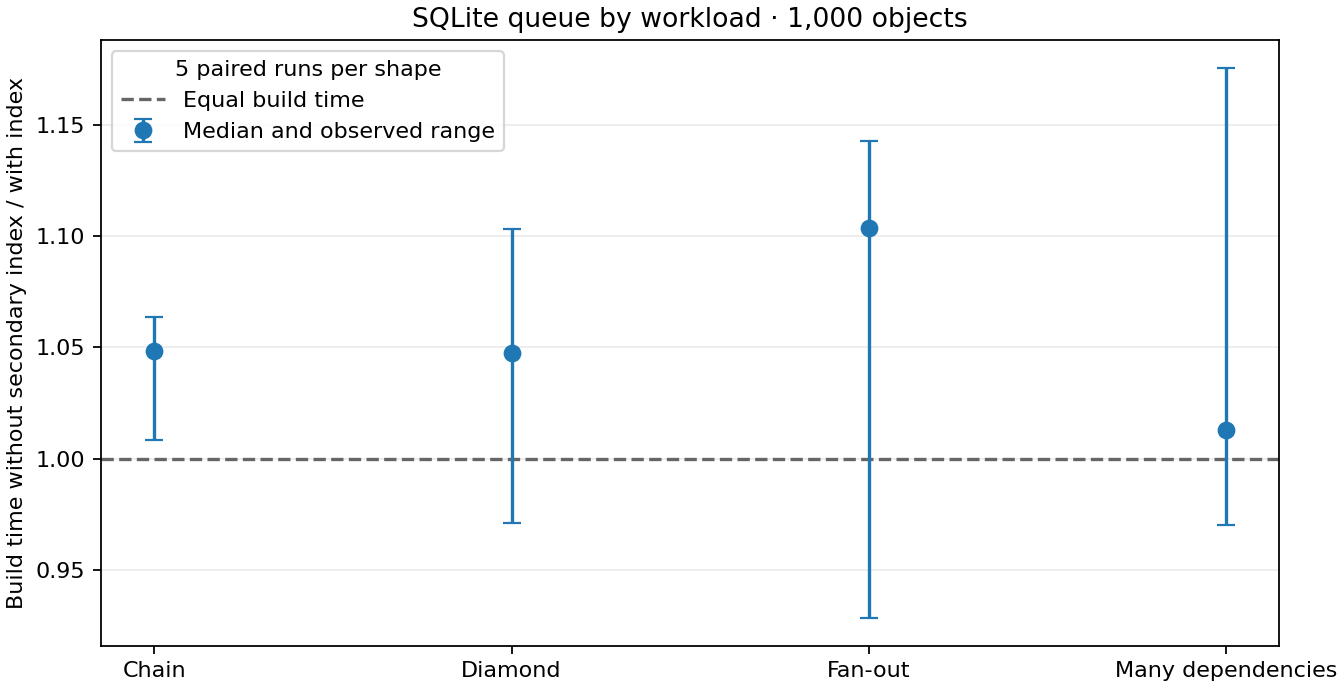 SQLite queue by workload · 1,000 objects
Build time without secondary index / with index
5 paired runs per shape
Equal build time
Median and observed range
1.15
1.10
1.05
1.00
0.95
Chain
Diamond
Fan-out
Many dependencies